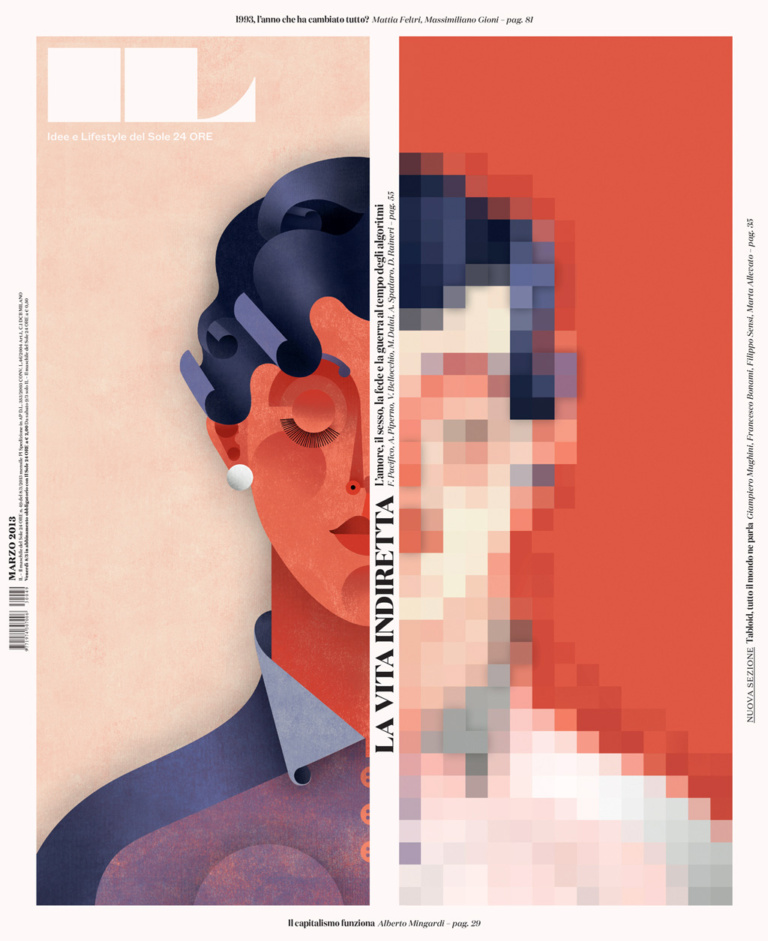 1993, l'anno che ha cambiato tutto? Mattia Feltri, Massimiliano Gioni – pag. 81
IL
Idee e Lifestyle del Sole 24 ORE
MARZO 2013
LA VITA INDIRETTA
L'amore, il sesso, la fede e la guerra al tempo degli algoritmi
F. Pacifico, A. Piperno, V. Bellocchio, M. Dalai, A. Spadaro, D. Raineri – pag. 55
NUOVA SEZIONE Tabloid, tutto il mondo ne parla Giampiero Mughini, Francesco Bonami, Filippo Sensi, Marta Allevato – pag. 35
Il capitalismo funziona Alberto Mingardi – pag. 29